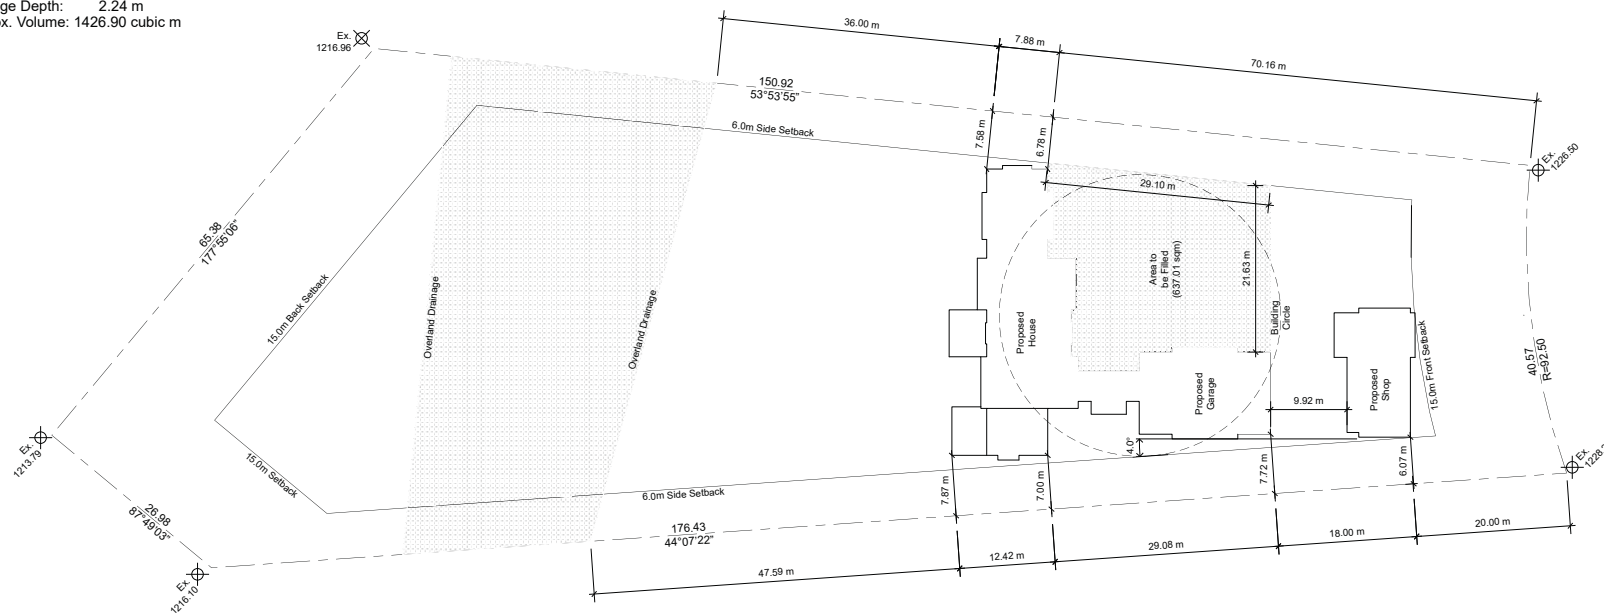 ge Depth: 2.24 m
ox. Volume: 1426.90 cubic m
Ex.
1216.96
36.00 m
7.88 m
70.16 m
150.92
53°53'55"
6.0m Side Setback
7.58 m
6.78 m
Ex.
1226.50
29.10 m
65.38
177°55'06"
15.0m Back Setback
Overland Drainage
Overland Drainage
Area to
be Filled
(637.01 sqm)
21.63 m
Building
Circle
Proposed
House
Proposed
Garage
Proposed
Shop
15.0m Front Setback
40.57
R=92.50
9.92 m
4.0°
Ex.
1213.79
15.0m Setback
26.98
87°49'03"
6.0m Side Setback
7.87 m
7.00 m
7.72 m
6.07 m
Ex.
1228.
176.43
44°07'22"
Ex.
1216.10
47.59 m
12.42 m
29.08 m
18.00 m
20.00 m